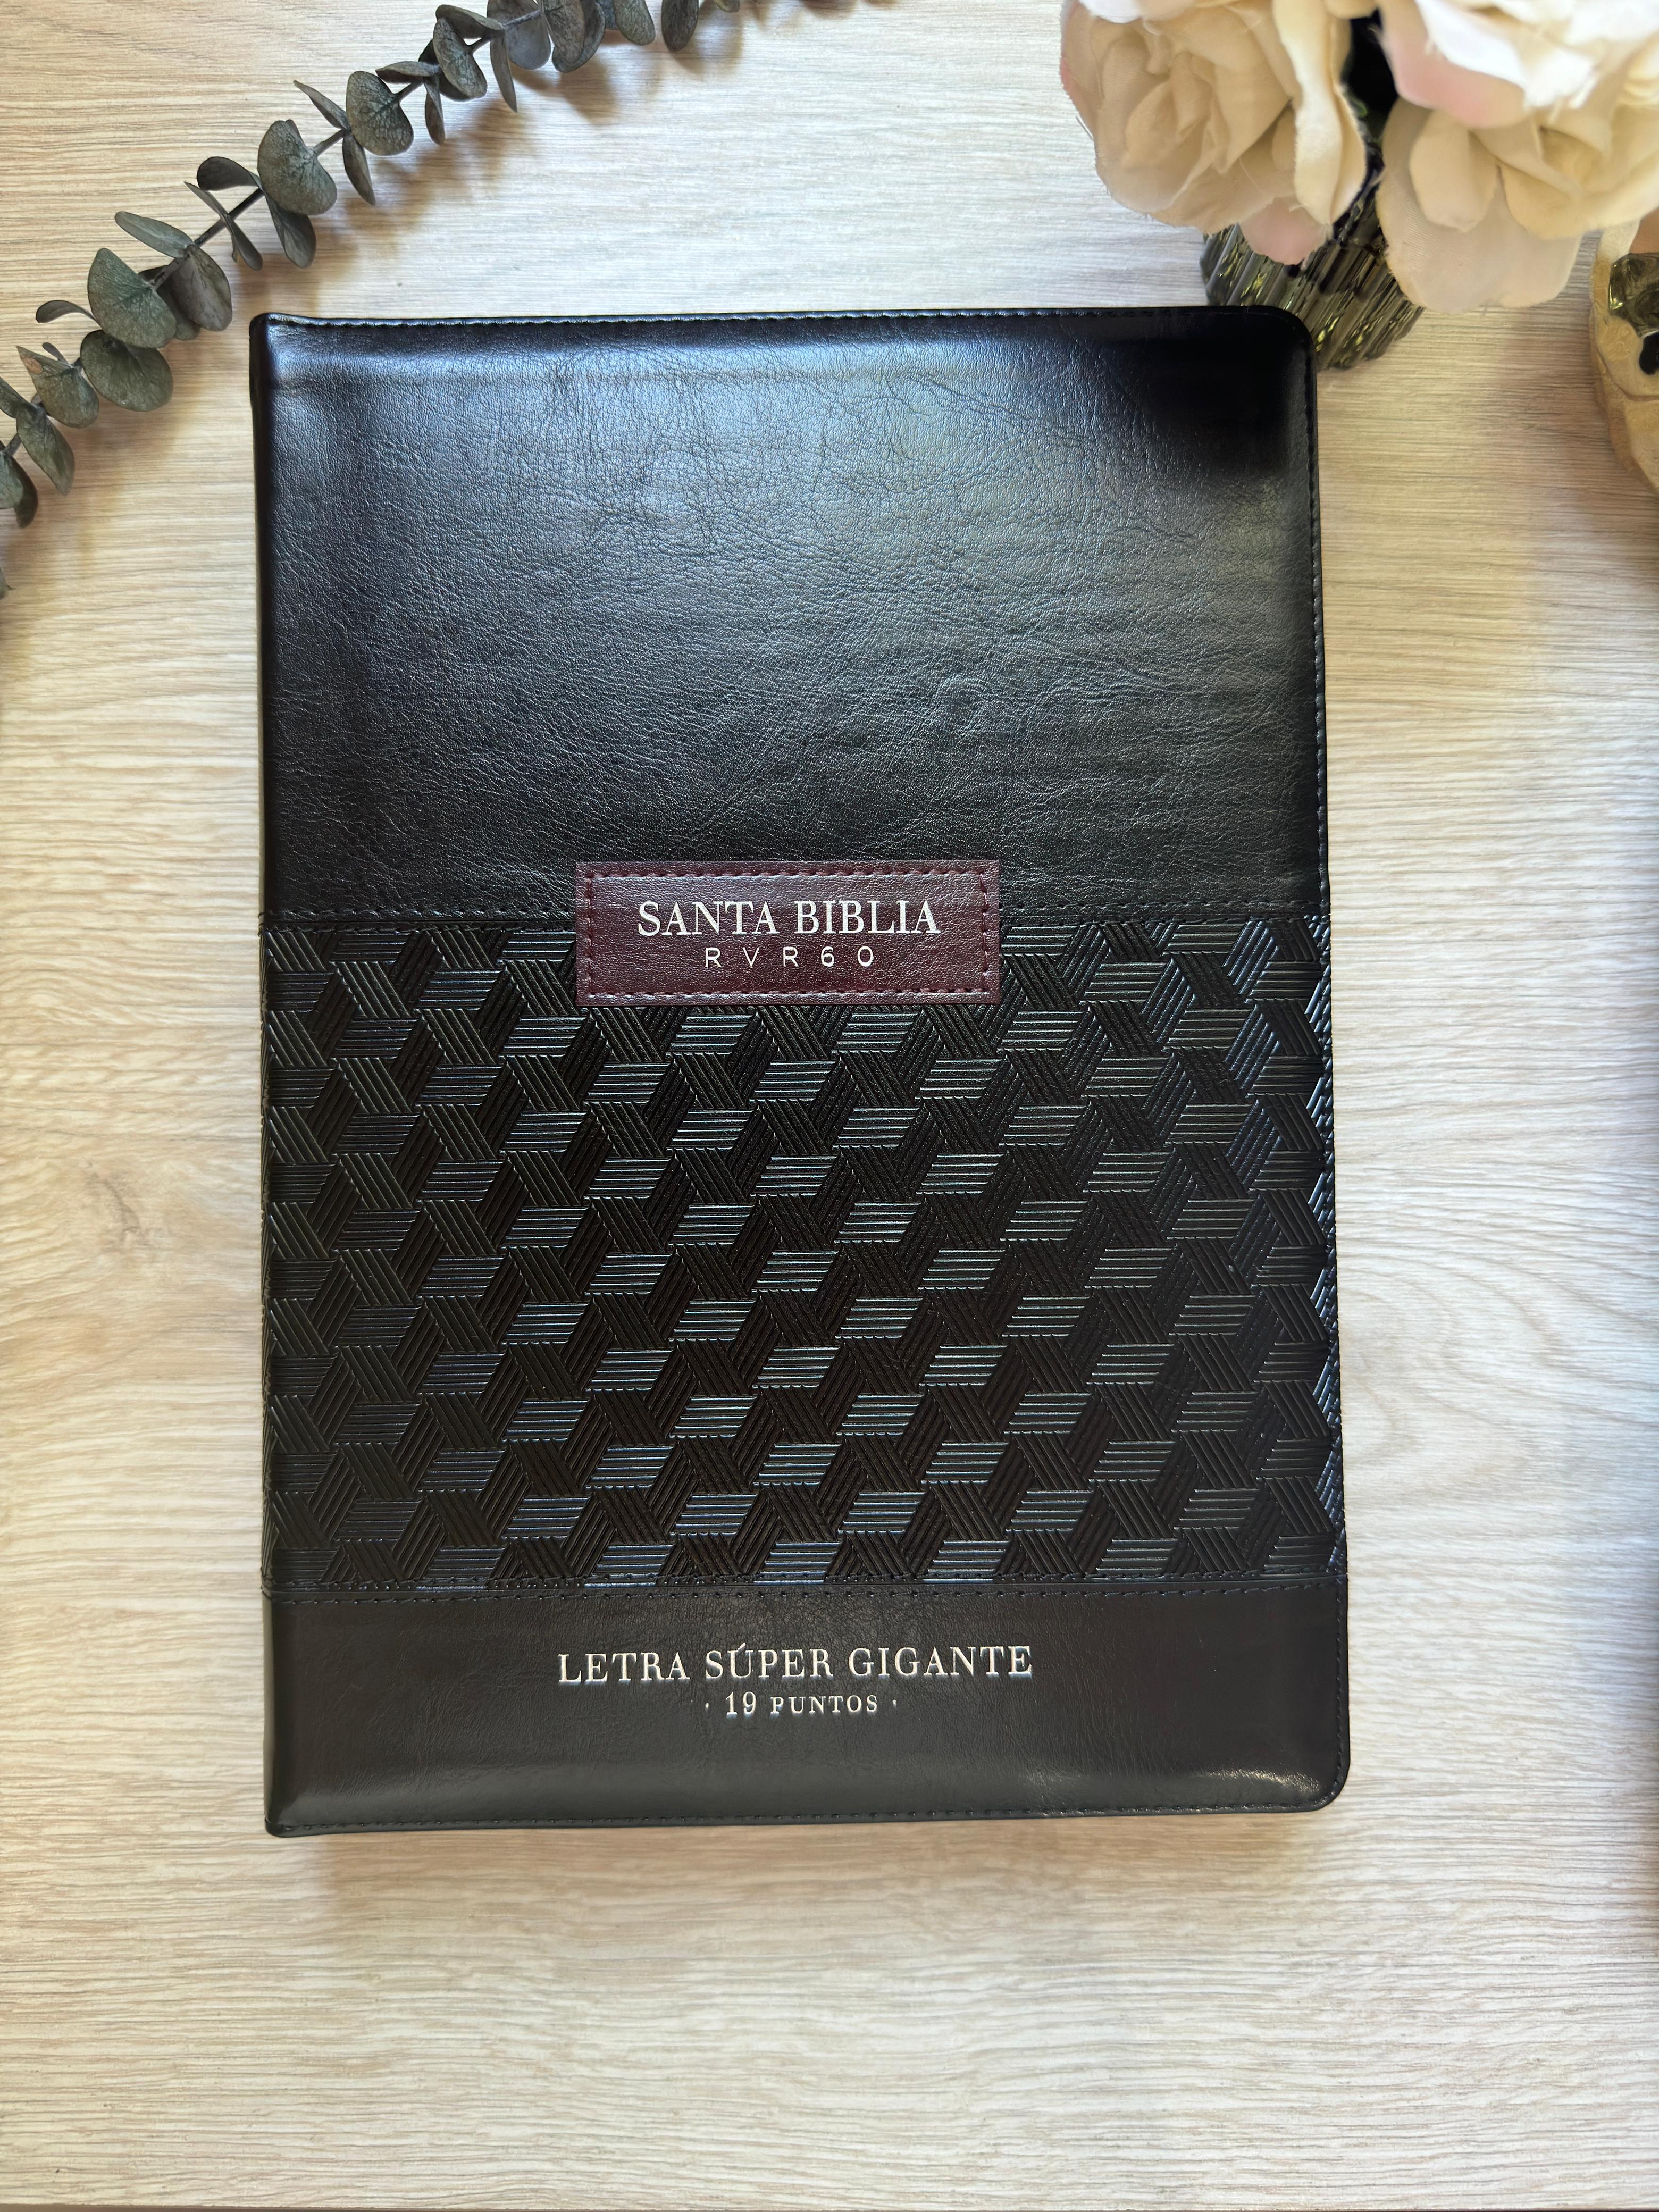 SANTA BIBLIA
RVR60
LETRA SÚPER GIGANTE
· 19 PUNTOS ·